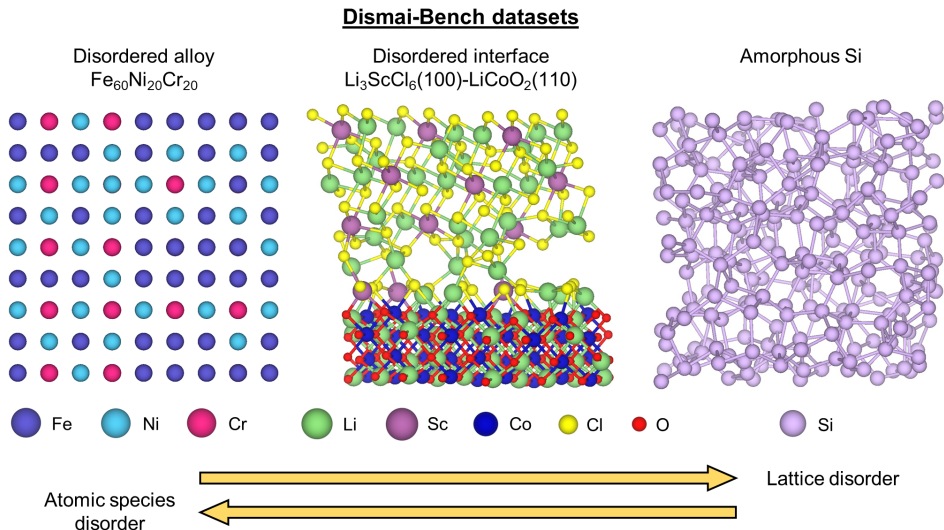 Dismai-Bench datasets
Disordered alloy
Fe₆₀Ni₂₀Cr₂₀
Disordered interface
Li₃ScCl₆(100)-LiCoO₂(110)
Amorphous Si
Fe
Ni
Cr
Li
Sc
Co
Cl
O
Si
Lattice disorder
Atomic species
disorder